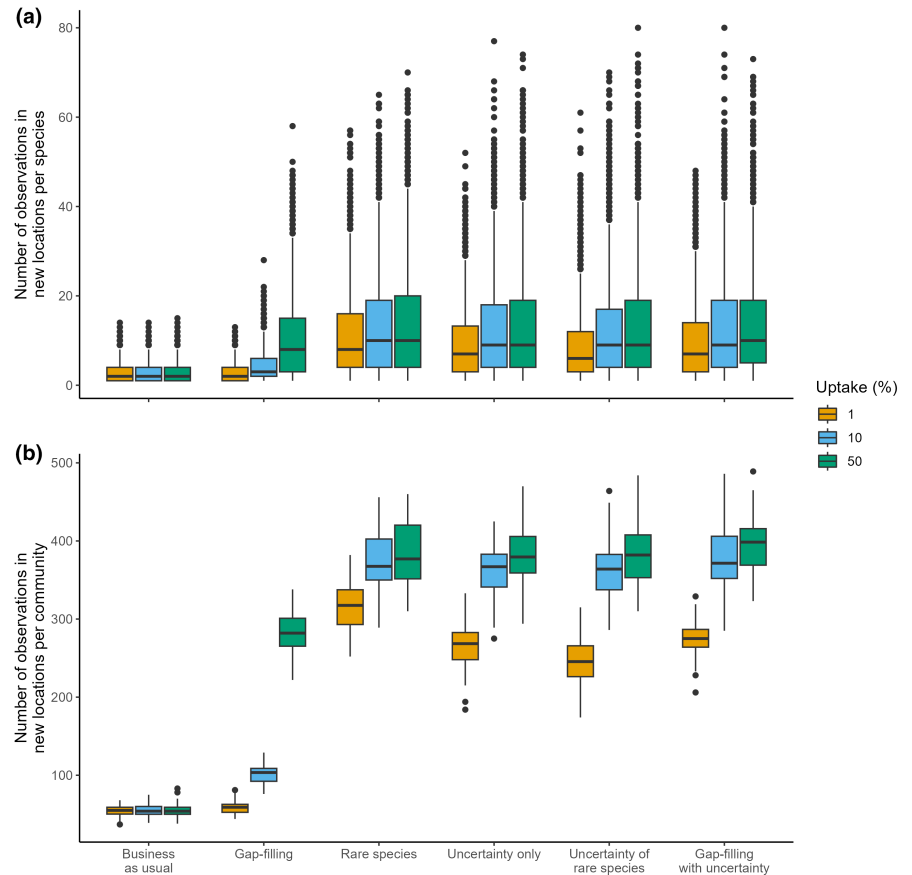 (a)
80
60
40
20
0
Number of observations in
new locations per species
Uptake (%)
1
10
50
(b)
500
400
300
200
100
Number of observations in
new locations per community
Business
as usual
Gap-filling
Rare species
Uncertainty only
Uncertainty of
rare species
Gap-filling
with uncertainty